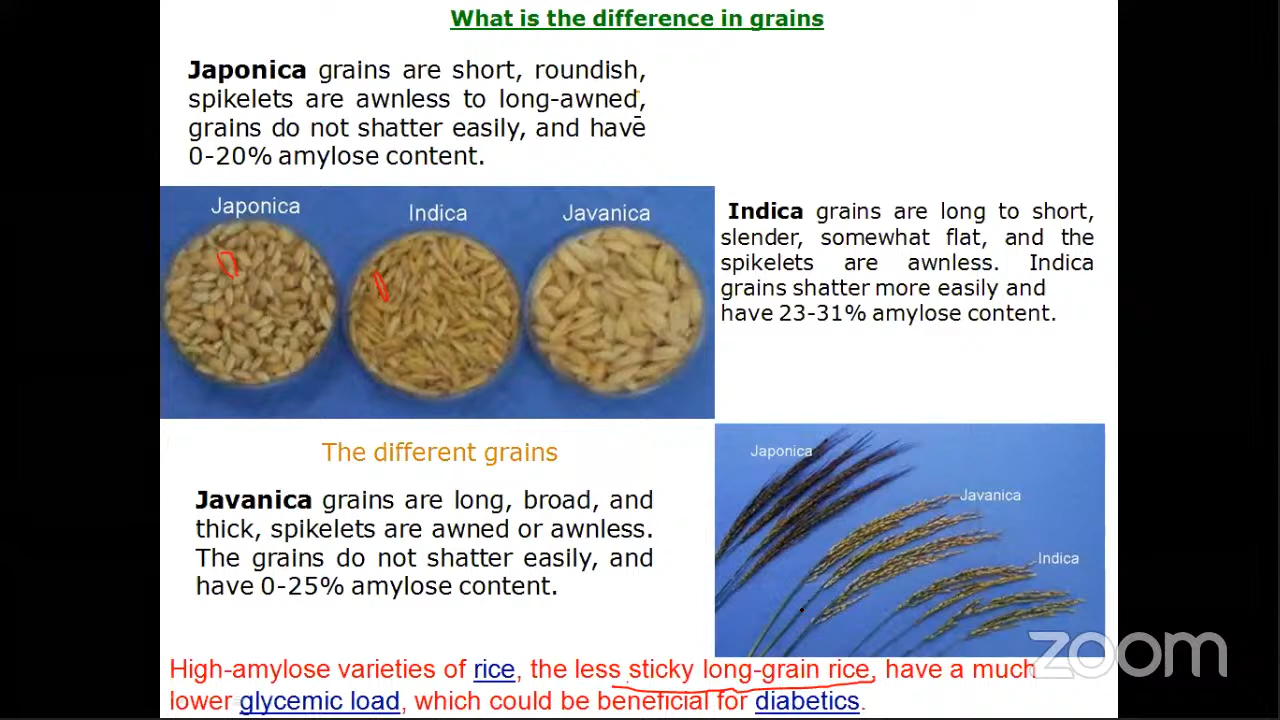 What is the difference in grains
Japonica grains are short, roundish,
spikelets are awnless to long-awned,
grains do not shatter easily, and have
0-20% amylose content.
Japonica
Indica
Javanica
Indica grains are long to short,
slender, somewhat flat, and the
spikelets are awnless. Indica
grains shatter more easily and
have 23-31% amylose content.
The different grains
Javanica grains are long, broad, and
thick, spikelets are awned or awnless.
The grains do not shatter easily, and
have 0-25% amylose content.
Japonica
Javanica
Indica
High-amylose varieties of rice, the less sticky long-grain rice, have a much
lower glycemic load, which could be beneficial for diabetics.
zoom